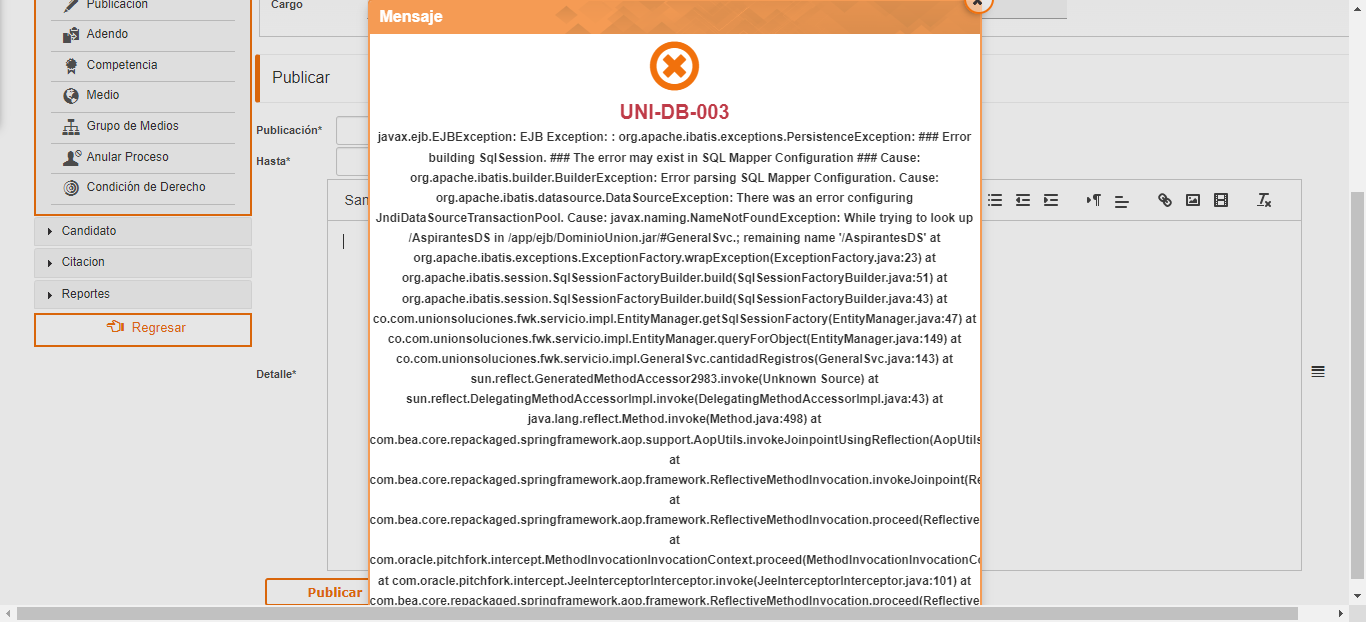 Publicación
Adendo
Competencia
Medio
Grupo de Medios
Anular Proceso
Condición de Derecho
Candidato
Citacion
Reportes
Regresar
Cargo
Publicar
Publicación*
Hasta*
San
Detalle*
Publicar
Mensaje
UNI-DB-003
javax.ejb.EJBException: EJB Exception: : org.apache.ibatis.exceptions.PersistenceException: ### Error
building SqlSession. ### The error may exist in SQL Mapper Configuration ### Cause:
org.apache.ibatis.builder.BuilderException: Error parsing SQL Mapper Configuration. Cause:
org.apache.ibatis.datasource.DataSourceException: There was an error configuring
JndiDataSourceTransactionPool. Cause: javax.naming.NameNotFoundException: While trying to look up
/AspirantesDS in /app/ejb/DominioUnion.jar/#GeneralSvc.; remaining name '/AspirantesDS' at
org.apache.ibatis.exceptions.ExceptionFactory.wrapException(ExceptionFactory.java:23) at
org.apache.ibatis.session.SqlSessionFactoryBuilder.build(SqlSessionFactoryBuilder.java:51) at
org.apache.ibatis.session.SqlSessionFactoryBuilder.build(SqlSessionFactoryBuilder.java:43) at
co.com.unionsoluciones.fwk.servicio.impl.EntityManager.getSqlSessionFactory(EntityManager.java:47) at
co.com.unionsoluciones.fwk.servicio.impl.EntityManager.queryForObject(EntityManager.java:149) at
co.com.unionsoluciones.fwk.servicio.impl.GeneralSvc.cantidadRegistros(GeneralSvc.java:143) at
sun.reflect.GeneratedMethodAccessor2983.invoke(Unknown Source) at
sun.reflect.DelegatingMethodAccessorImpl.invoke(DelegatingMethodAccessorImpl.java:43) at
java.lang.reflect.Method.invoke(Method.java:498) at
com.bea.core.repackaged.springframework.aop.support.AopUtils.invokeJoinpointUsingReflection(AopUtils
at
com.bea.core.repackaged.springframework.aop.framework.ReflectiveMethodInvocation.invokeJoinpoint(Re
at
com.bea.core.repackaged.springframework.aop.framework.ReflectiveMethodInvocation.proceed(Reflective
at
com.oracle.pitchfork.intercept.MethodInvocationInvocationContext.proceed(MethodInvocationInvocationCo
at com.oracle.pitchfork.intercept.JeeInterceptorInterceptor.invoke(JeeInterceptorInterceptor.java:101) at
com.bea.core.repackaged.springframework.aop.framework.ReflectiveMethodInvocation.proceed(Reflective